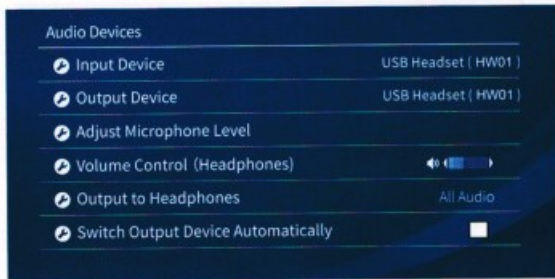 Audio Devices
Input Device USB Headset ( HW01 )
Output Device USB Headset ( HW01 )
Adjust Microphone Level
Volume Control (Headphones)
Output to Headphones All Audio
Switch Output Device Automatically